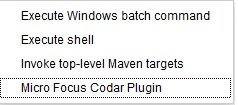 Execute Windows batch command
Execute shell
Invoke top-level Maven targets
Micro Focus Codar Plugin